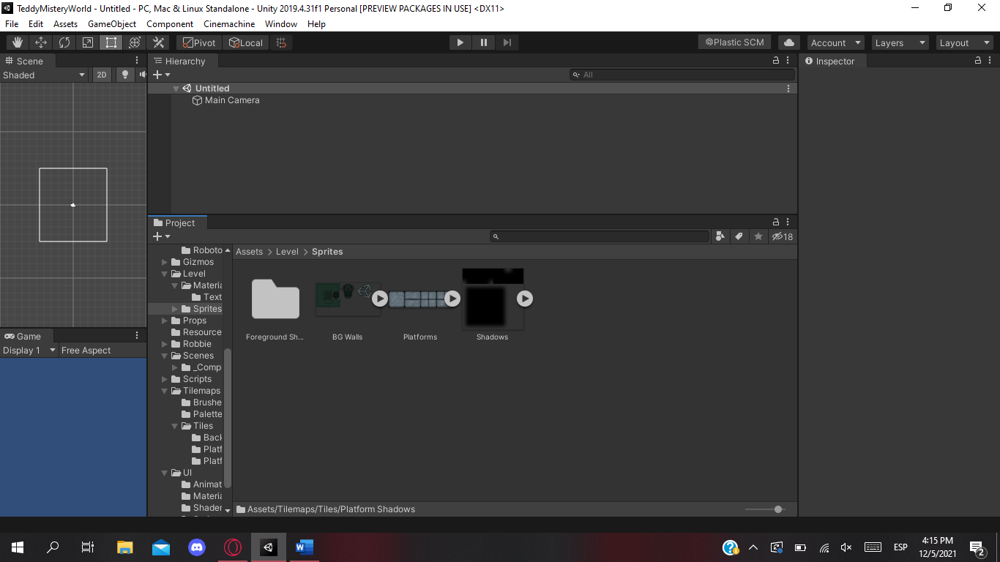 TeddyMisteryWorld - Untitled - PC, Mac & Linux Standalone - Unity 2019.4.31f1 Personal [PREVIEW PACKAGES IN USE] <DX11>
File Edit Assets GameObject Component Cinemachine Window Help
Pivot Local Plastic SCM Account Layers Layout
Scene
Shaded 2D
Hierarchy
All
Untitled
Main Camera
Inspector
Project
18
Roboto
Gizmos
Level
Materia
Text
Sprites
Props
Resource
Robbie
Scenes
_Comp
Scripts
Tilemaps
Brushe
Palette
Tiles
Back
Platf
Platf
UI
Animat
Materia
Shader
Assets > Level > Sprites
Foreground Sh...
BG Walls
Platforms
Shadows
Assets/Tilemaps/Tiles/Platform Shadows
Game
Display 1 Free Aspect
ESP
4:15 PM
12/5/2021
2